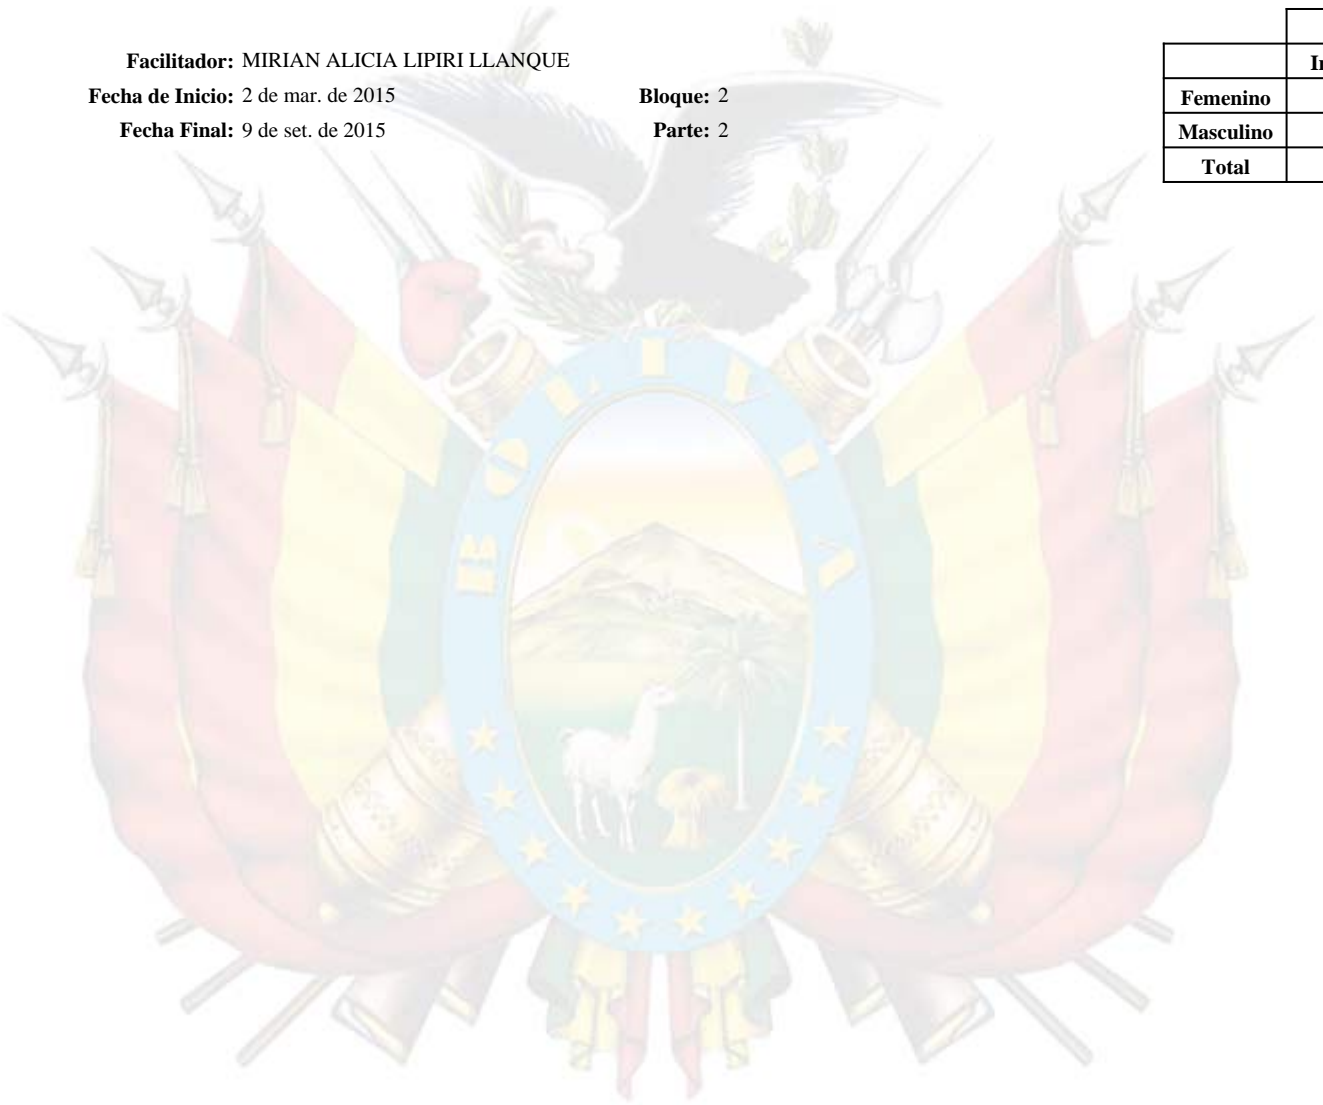 Facilitador: MIRIAN ALICIA LIPIRI LLANQUE
Fecha de Inicio: 2 de mar. de 2015 Bloque: 2
Fecha Final: 9 de set. de 2015 Parte: 2
Femenino
Masculino
Total
BOLIVIA